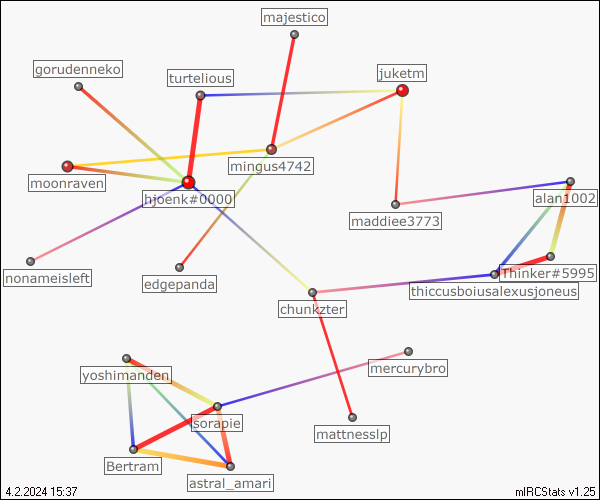 majestico
gorudenneko
turtelious
juketm
mingus4742
moonraven
hjoenk#0000
alan1002
maddiee3773
nonameisleft
edgepanda
Thinker#5995
thiccusboiusalexusjoneus
chunkzter
yoshimanden
mercurybro
sorapie
mattnesslp
Bertram
astral_amari
4.2.2024 15:37
mIRCStats v1.25